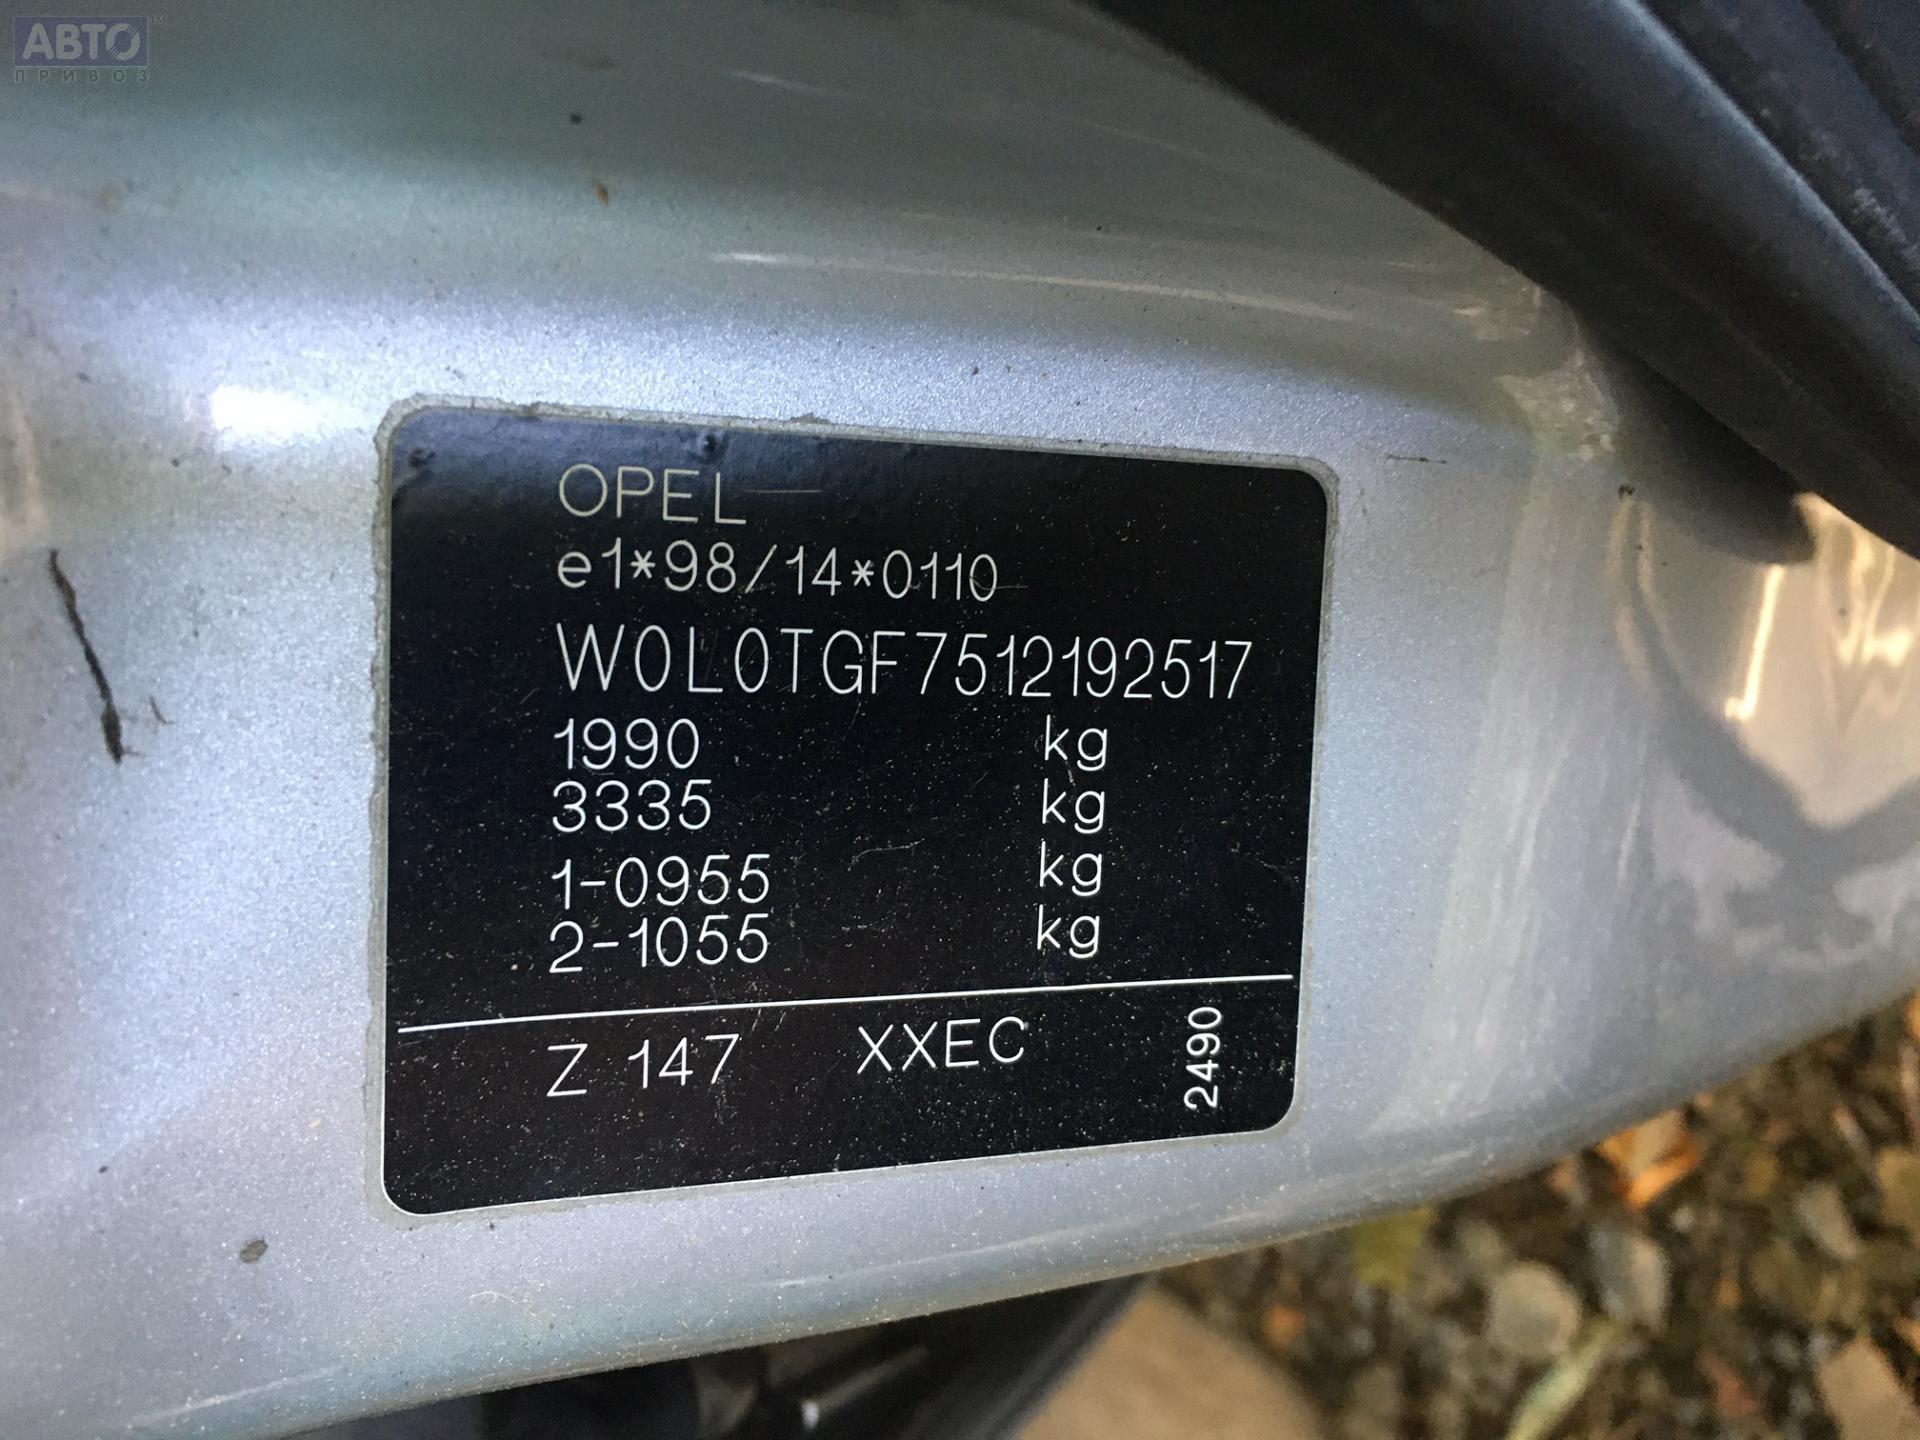 АВТО™
ПРИВОЗ
OPEL
e1*98/14*0110
W0L0TGF7512192517
1990 kg
3335 kg
1-0955 kg
2-1055 kg
Z 147 XXEC
2490